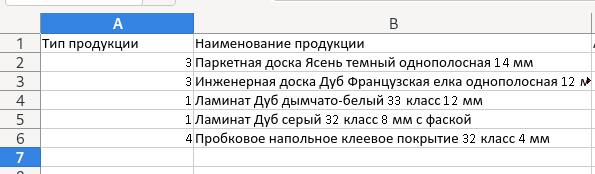 A B
1 Тип продукции Наименование продукции
2 3 Паркетная доска Ясень темный однополосная 14 мм
3 3 Инженерная доска Дуб Французская елка однополосная 12 м
4 1 Ламинат Дуб дымчато-белый 33 класс 12 мм
5 1 Ламинат Дуб серый 32 класс 8 мм с фаской
6 4 Пробковое напольное клеевое покрытие 32 класс 4 мм
7